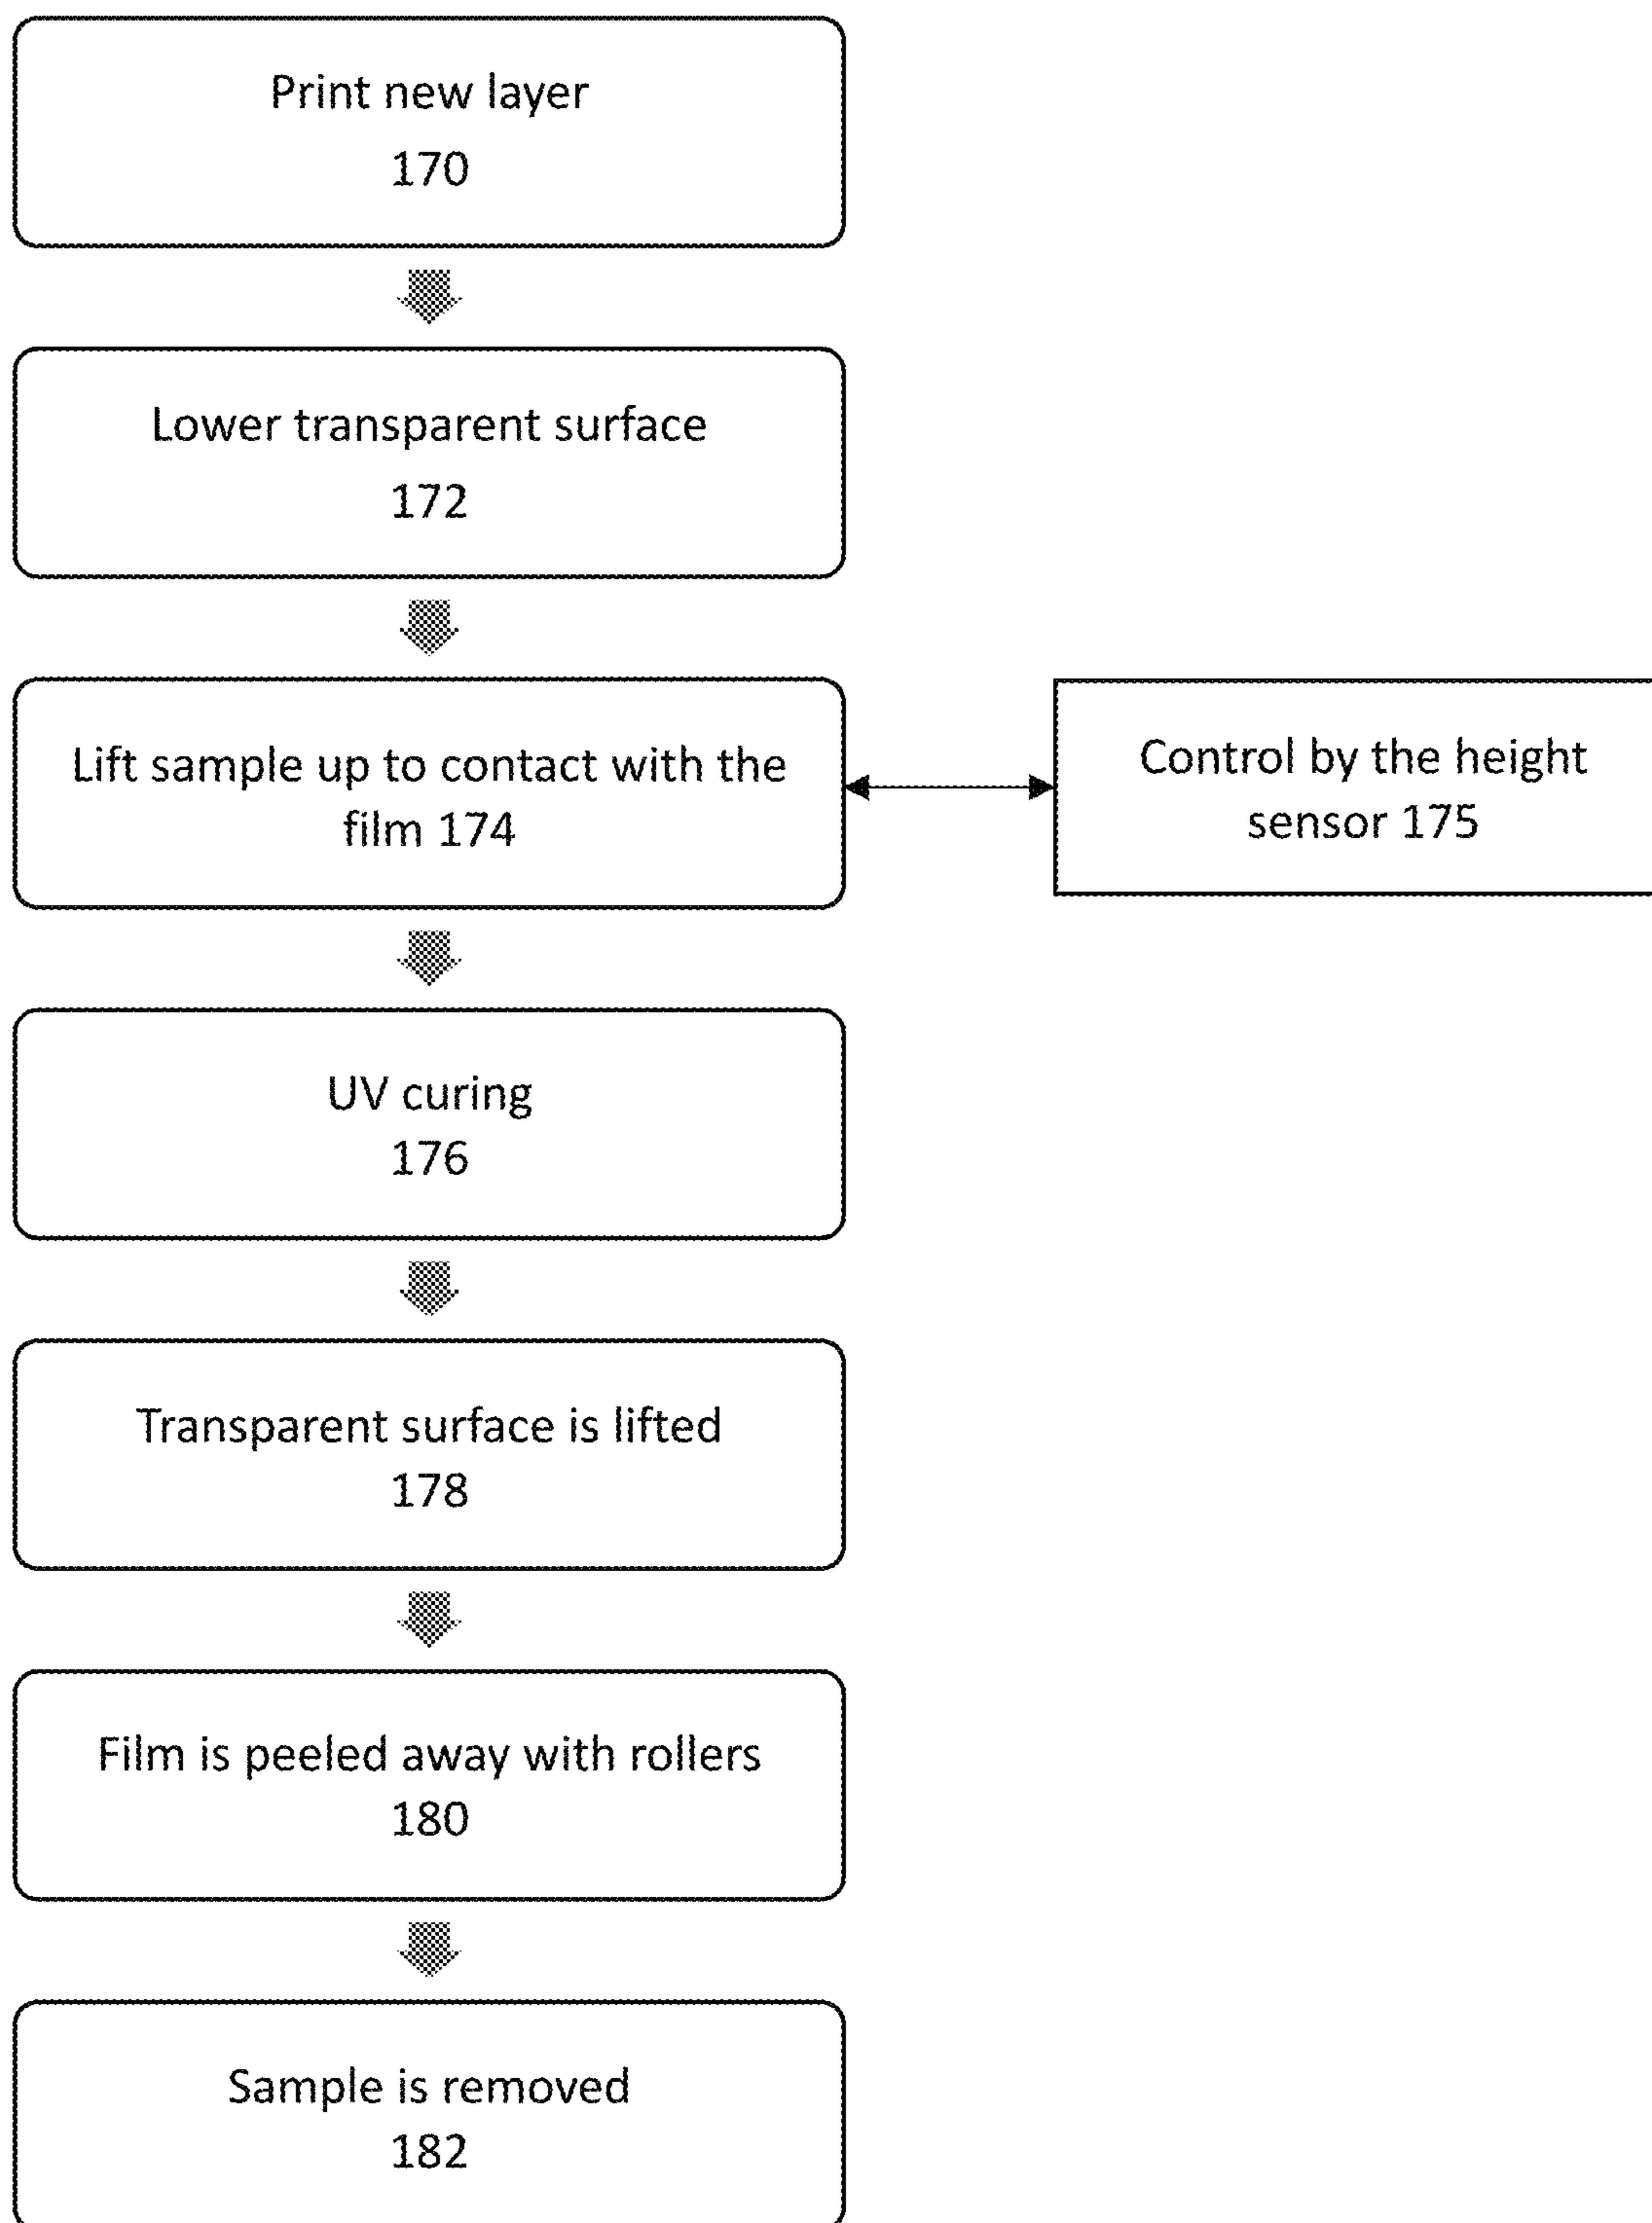 Print new layer
170
Lower transparent surface
172
Lift sample up to contact with the
film 174
Control by the height
sensor 175
UV curing
176
Transparent surface is lifted
178
Film is peeled away with rollers
180
Sample is removed
182